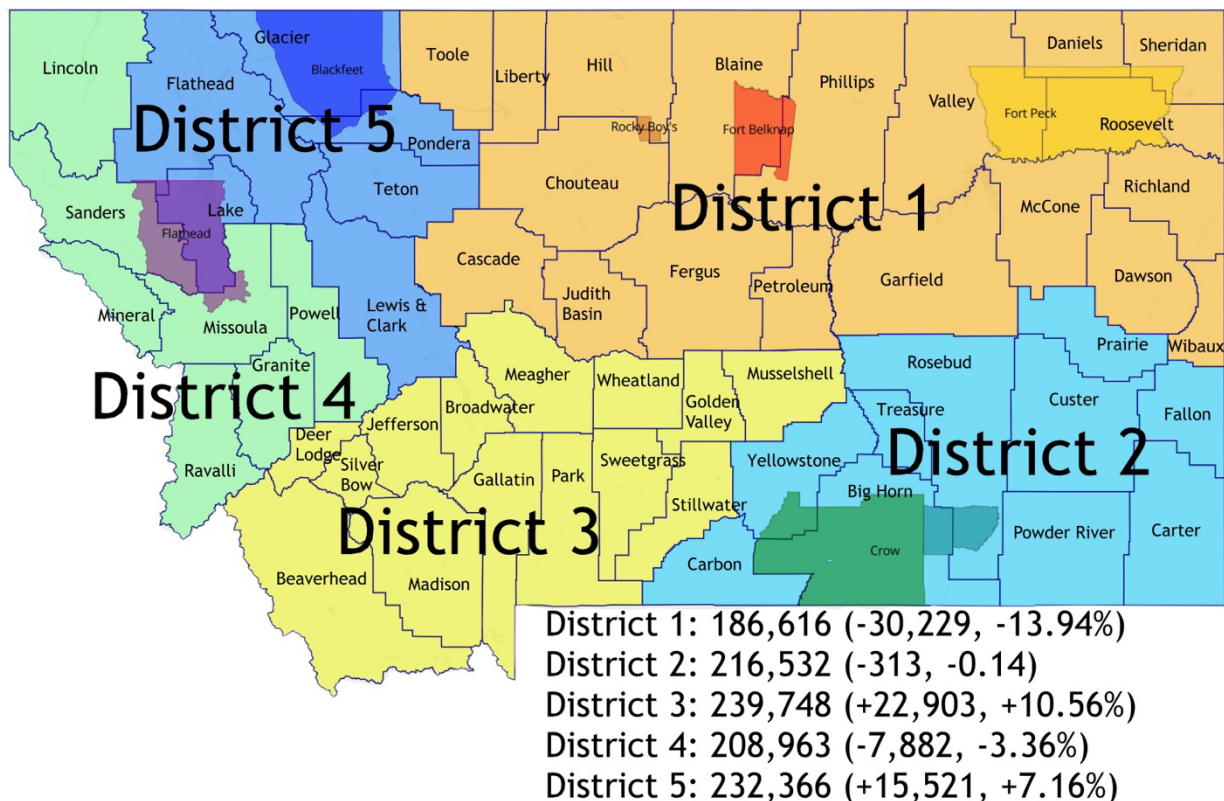 Lincoln
Flathead
Glacier
Blackfeet
Toole
Liberty
Hill
Blaine
Phillips
Valley
Daniels
Sheridan
Fort Peck
Roosevelt
Rocky Boy's
Fort Belknap
District 5
Pondera
Teton
Chouteau
District 1
McCone
Richland
Sanders
Lake
Flathead
Cascade
Judith
Basin
Fergus
Petroleum
Garfield
Dawson
Wibaux
Mineral
Missoula
Powell
Lewis &
Clark
Granite
District 4
Ravalli
Meagher
Wheatland
Golden
Valley
Musselshell
Rosebud
Prairie
Treasure
Custer
Fallon
District 2
Broadwater
Jefferson
Deer
Lodge
Silver
Bow
Gallatin
Park
Sweetgrass
Stillwater
Yellowstone
Big Horn
District 3
Beaverhead
Madison
Carbon
Crow
Powder River
Carter
District 1: 186,616 (-30,229, -13.94%)
District 2: 216,532 (-313, -0.14)
District 3: 239,748 (+22,903, +10.56%)
District 4: 208,963 (-7,882, -3.36%)
District 5: 232,366 (+15,521, +7.16%)